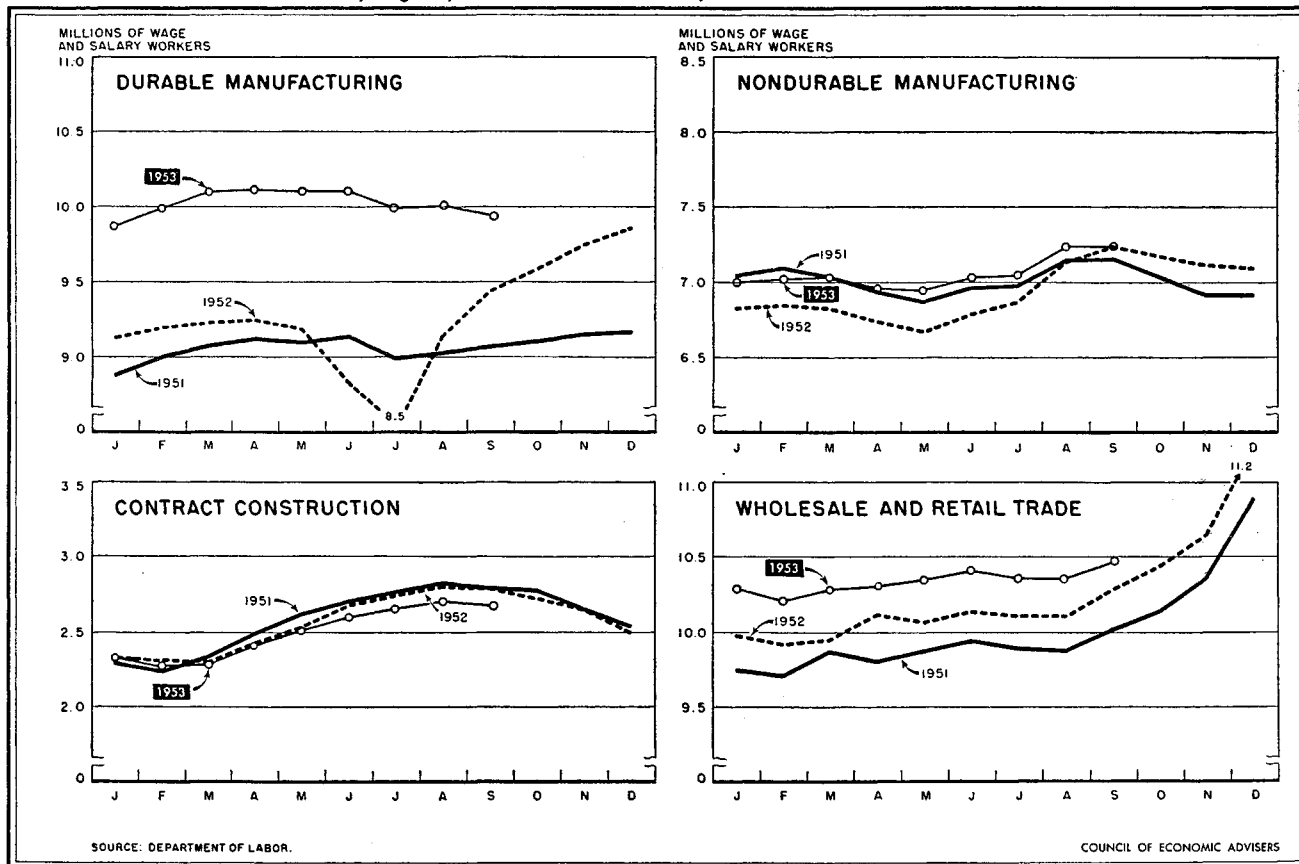 MILLIONS OF WAGE
AND SALARY WORKERS
11.0
DURABLE MANUFACTURING
10.5
1953
10.0
9.5
1952
9.0
1951
8.5
0
J F M A M J J A S O N D
MILLIONS OF WAGE
AND SALARY WORKERS
8.5
NONDURABLE MANUFACTURING
8.0
7.5
1951
7.0
1953
1952
6.5
0
J F M A M J J A S O N D
3.5
CONTRACT CONSTRUCTION
3.0
1951
1952
2.5
1953
2.0
0
J F M A M J J A S O N D
11.2
11.0
WHOLESALE AND RETAIL TRADE
10.5
1953
1952
10.0
1951
9.5
0
J F M A M J J A S O N D
SOURCE: DEPARTMENT OF LABOR.
COUNCIL OF ECONOMIC ADVISERS